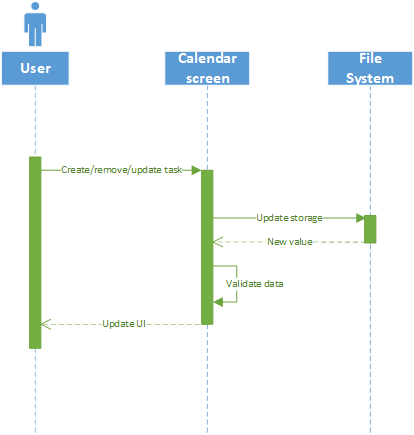 User
Calendar
screen
File
System
Create/remove/update task
Update storage
New value
Validate data
Update UI